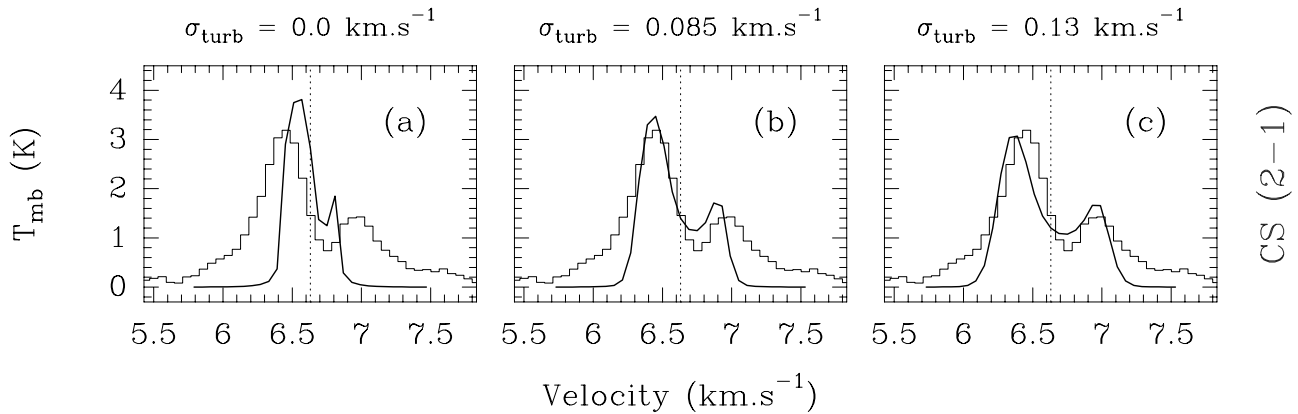 σturb = 0.0 km.s−1 σturb = 0.085 km.s−1 σturb = 0.13 km.s−1
(a) (b) (c)
Tmb (K)
4
3
2
1
0
5.5 6 6.5 7 7.5 5.5 6 6.5 7 7.5 5.5 6 6.5 7 7.5
Velocity (km.s−1)
CS (2−1)